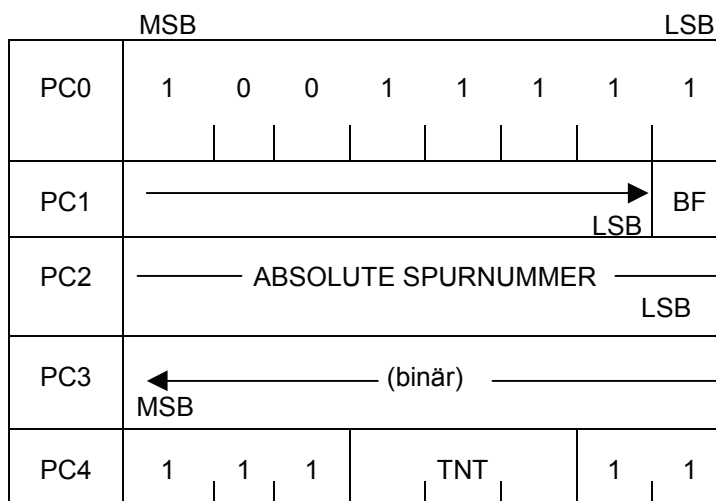 MSB LSB
PC0 1 0 0 1 1 1 1 1
PC1 BF
LSB
PC2 ABSOLUTE SPURNUMMER
LSB
PC3 (binär)
MSB
PC4 1 1 1 TNT 1 1